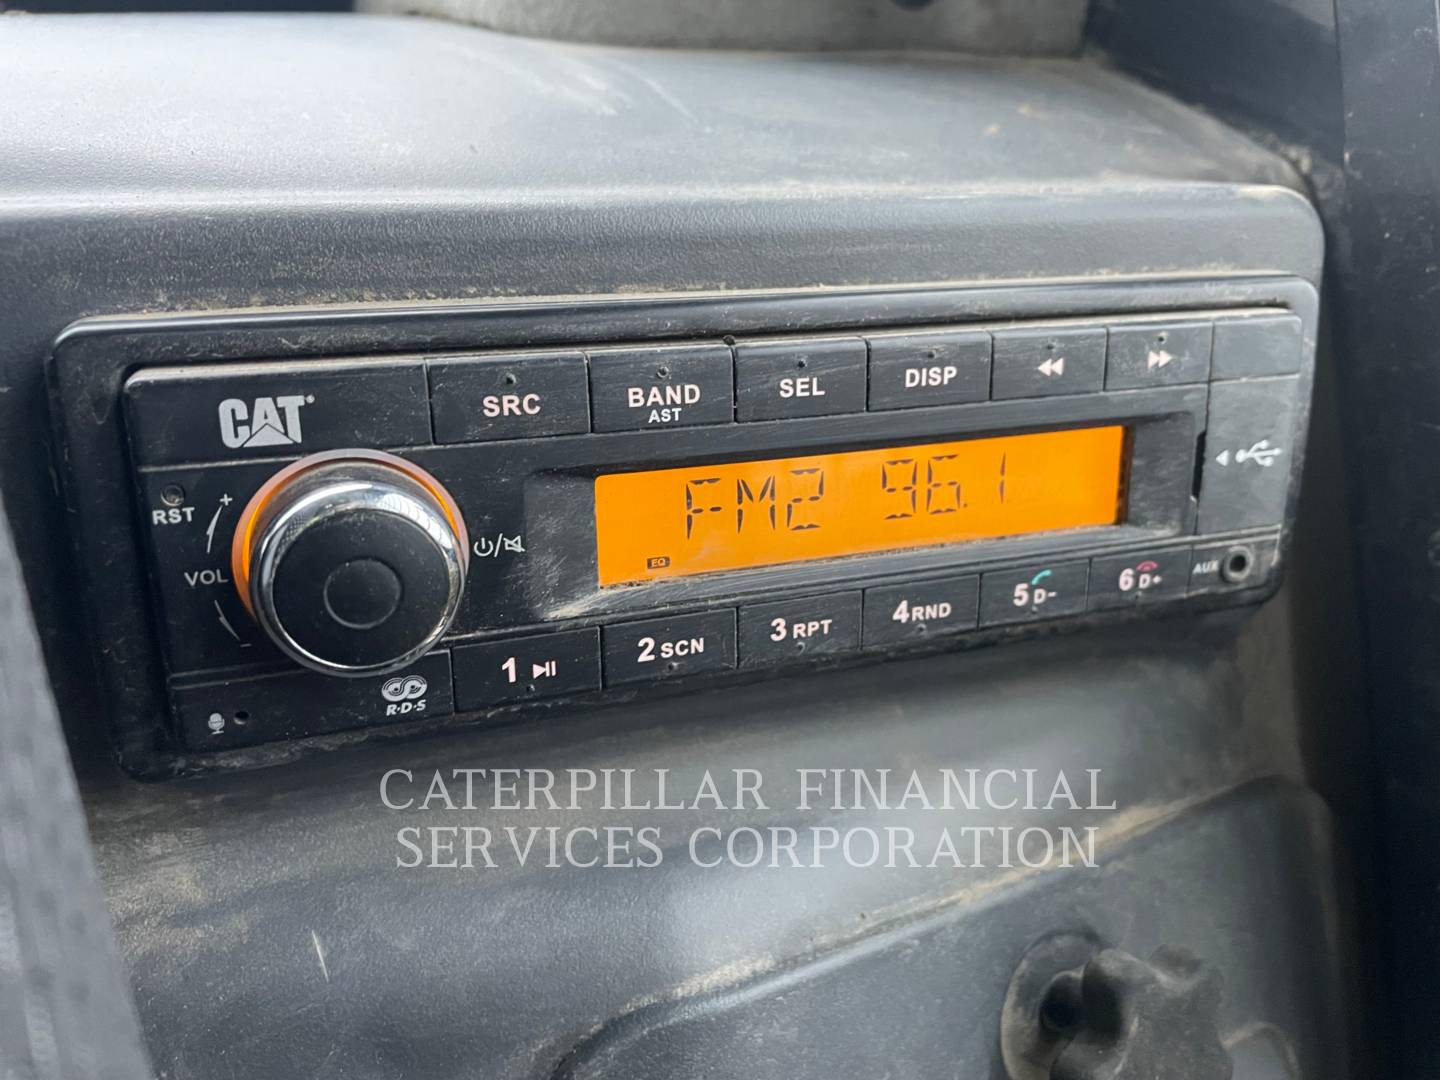 CAT®
SRC
BAND
AST
SEL
DISP
RST
+
VOL
-
FM2 96.1
EQ
1
2 SCN
3 RPT
4 RND
5 D-
6 D+
AUX
R·D·S
CATERPILLAR FINANCIAL
SERVICES CORPORATION